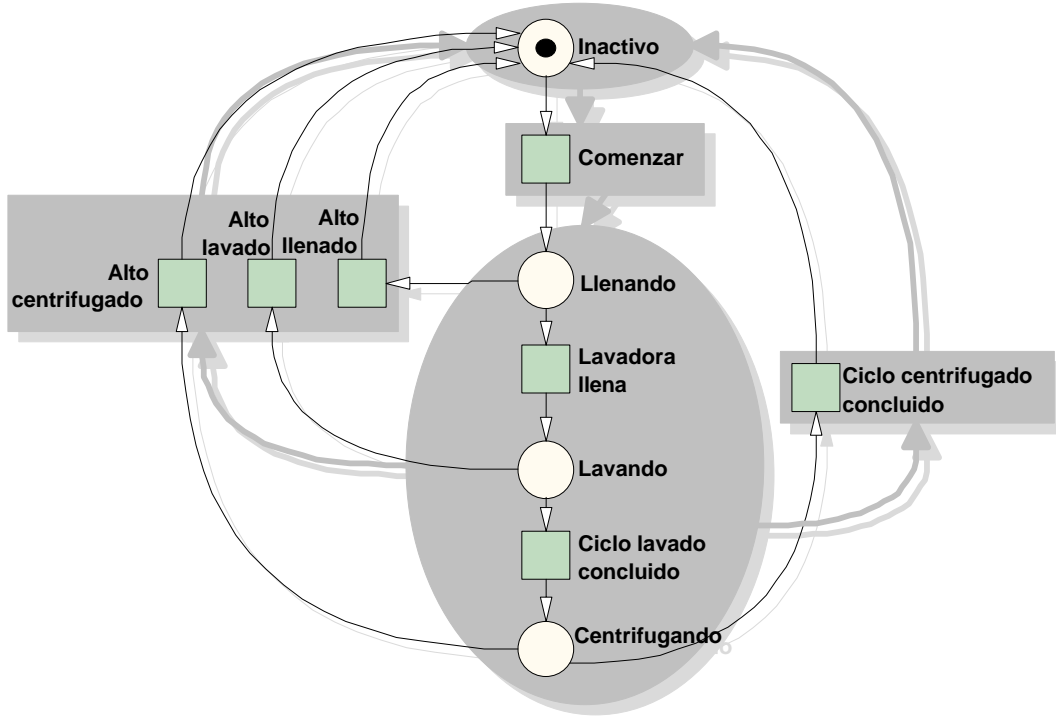 Inactivo
Comenzar
Alto
lavado
Alto
llenado
Alto
centrifugado
Llenando
Lavadora
llena
Ciclo centrifugado
concluido
Lavando
Ciclo lavado
concluido
Centrifugando